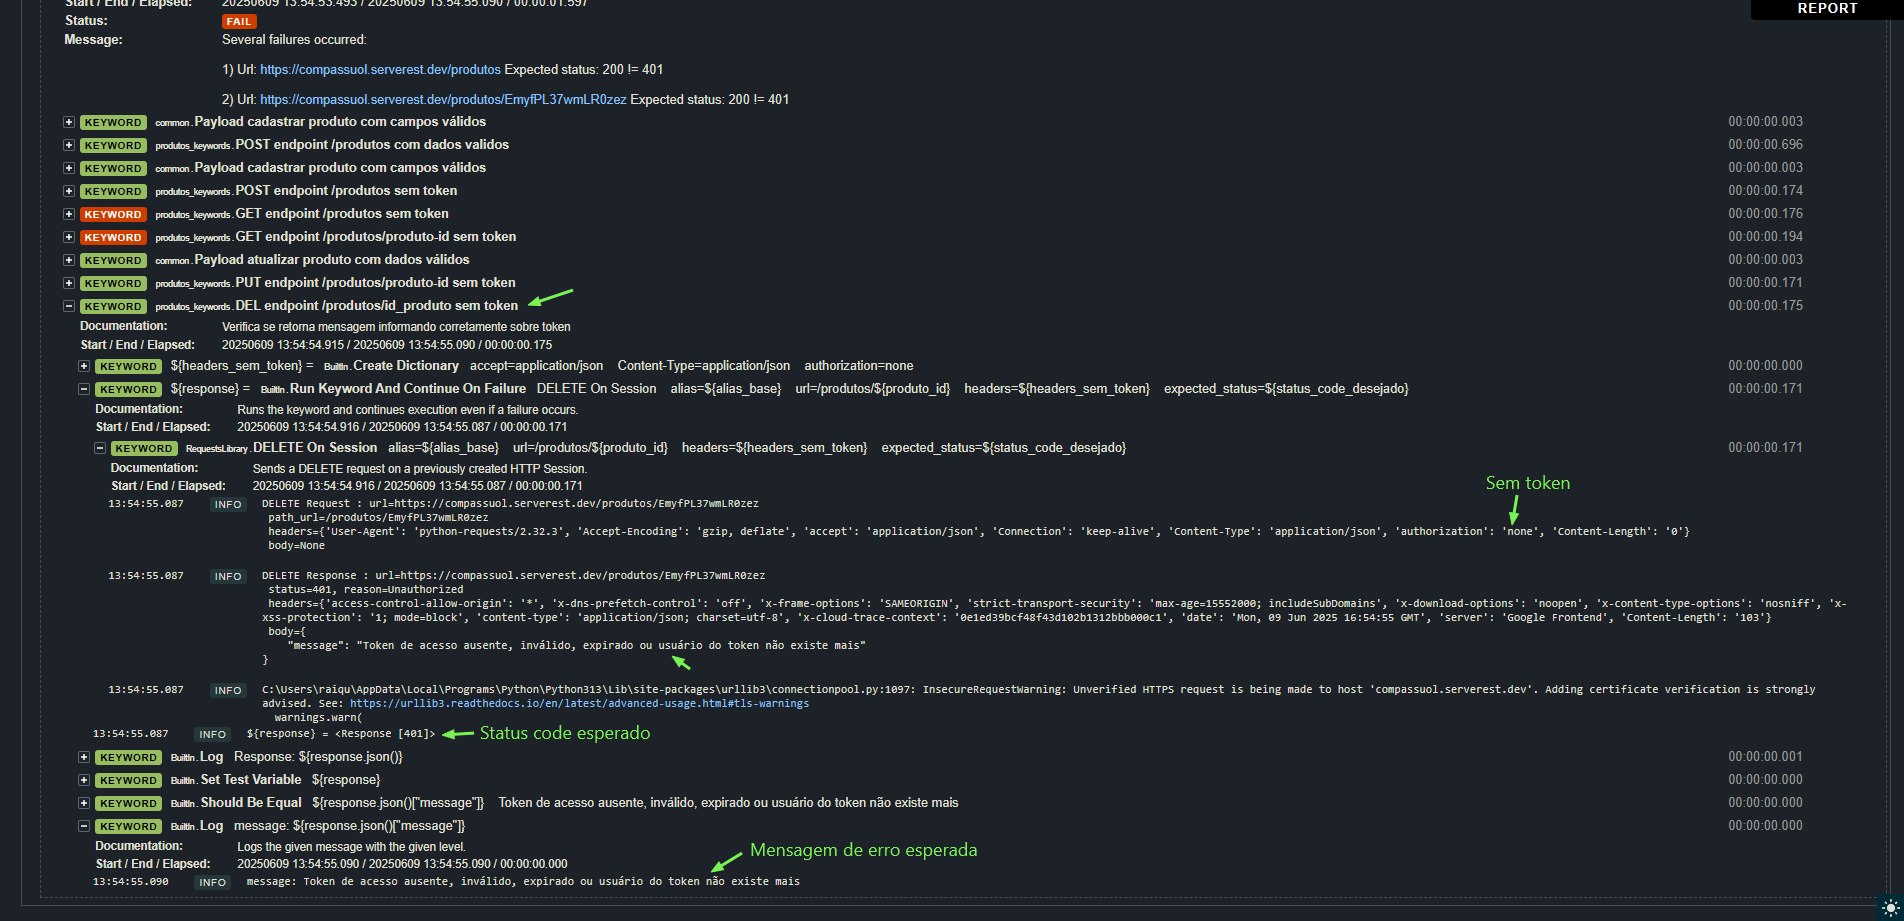 Start / End / Elapsed: 20250609 13:54:53.493 / 20250609 13:54:55.090 / 00:00:01.597
REPORT
Status: FAIL
Message: Several failures occurred:
1) Url: https://compassuol.serverest.dev/produtos Expected status: 200 != 401
2) Url: https://compassuol.serverest.dev/produtos/EmyfPL37wmLR0zez Expected status: 200 != 401
+ KEYWORD common.Payload cadastrar produto com campos válidos 00:00:00.003
+ KEYWORD produtos_keywords.POST endpoint /produtos com dados validos 00:00:00.696
+ KEYWORD common.Payload cadastrar produto com campos válidos 00:00:00.003
+ KEYWORD produtos_keywords.POST endpoint /produtos sem token 00:00:00.174
+ KEYWORD produtos_keywords.GET endpoint /produtos sem token 00:00:00.176
+ KEYWORD produtos_keywords.GET endpoint /produtos/produto-id sem token 00:00:00.194
+ KEYWORD common.Payload atualizar produto com dados válidos 00:00:00.003
+ KEYWORD produtos_keywords.PUT endpoint /produtos/produto-id sem token 00:00:00.171
- KEYWORD produtos_keywords.DEL endpoint /produtos/id_produto sem token 00:00:00.175
Documentation: Verifica se retorna mensagem informando corretamente sobre token
Start / End / Elapsed: 20250609 13:54:54.915 / 20250609 13:54:55.090 / 00:00:00.175
+ KEYWORD ${headers_sem_token} = BuiltIn.Create Dictionary accept=application/json Content-Type=application/json authorization=none 00:00:00.000
- KEYWORD ${response} = BuiltIn.Run Keyword And Continue On Failure DELETE On Session alias=${alias_base} url=/produtos/${produto_id} headers=${headers_sem_token} expected_status=${status_code_desejado} 00:00:00.171
Documentation: Runs the keyword and continues execution even if a failure occurs.
Start / End / Elapsed: 20250609 13:54:54.916 / 20250609 13:54:55.087 / 00:00:00.171
- KEYWORD RequestsLibrary.DELETE On Session alias=${alias_base} url=/produtos/${produto_id} headers=${headers_sem_token} expected_status=${status_code_desejado} 00:00:00.171
Documentation: Sends a DELETE request on a previously created HTTP Session.
Start / End / Elapsed: 20250609 13:54:54.916 / 20250609 13:54:55.087 / 00:00:00.171
Sem token
13:54:55.087 INFO DELETE Request : url=https://compassuol.serverest.dev/produtos/EmyfPL37wmLR0zez
path_url=/produtos/EmyfPL37wmLR0zez
headers={'User-Agent': 'python-requests/2.32.3', 'Accept-Encoding': 'gzip, deflate', 'accept': 'application/json', 'Connection': 'keep-alive', 'Content-Type': 'application/json', 'authorization': 'none', 'Content-Length': '0'}
body=None
13:54:55.087 INFO DELETE Response : url=https://compassuol.serverest.dev/produtos/EmyfPL37wmLR0zez
status=401, reason=Unauthorized
headers={'access-control-allow-origin': '*', 'x-dns-prefetch-control': 'off', 'x-frame-options': 'SAMEORIGIN', 'strict-transport-security': 'max-age=15552000; includeSubDomains', 'x-download-options': 'noopen', 'x-content-type-options': 'nosniff', 'x-
xss-protection': '1; mode=block', 'content-type': 'application/json; charset=utf-8', 'x-cloud-trace-context': '0e1ed39bcf48f43d102b1312bbb000c1', 'date': 'Mon, 09 Jun 2025 16:54:55 GMT', 'server': 'Google Frontend', 'Content-Length': '103'}
body={
"message": "Token de acesso ausente, inválido, expirado ou usuário do token não existe mais"
}
13:54:55.087 INFO C:\Users\raiqu\AppData\Local\Programs\Python\Python313\Lib\site-packages\urllib3\connectionpool.py:1097: InsecureRequestWarning: Unverified HTTPS request is being made to host 'compassuol.serverest.dev'. Adding certificate verification is strongly
advised. See: https://urllib3.readthedocs.io/en/latest/advanced-usage.html#tls-warnings
warnings.warn(
13:54:55.087 INFO ${response} = <Response [401]> Status code esperado
+ KEYWORD BuiltIn.Log Response: ${response.json()} 00:00:00.001
+ KEYWORD BuiltIn.Set Test Variable ${response} 00:00:00.000
+ KEYWORD BuiltIn.Should Be Equal ${response.json()["message"]} Token de acesso ausente, inválido, expirado ou usuário do token não existe mais 00:00:00.000
- KEYWORD BuiltIn.Log message: ${response.json()["message"]} 00:00:00.000
Documentation: Logs the given message with the given level.
Mensagem de erro esperada
Start / End / Elapsed: 20250609 13:54:55.090 / 20250609 13:54:55.090 / 00:00:00.000
13:54:55.090 INFO message: Token de acesso ausente, inválido, expirado ou usuário do token não existe mais